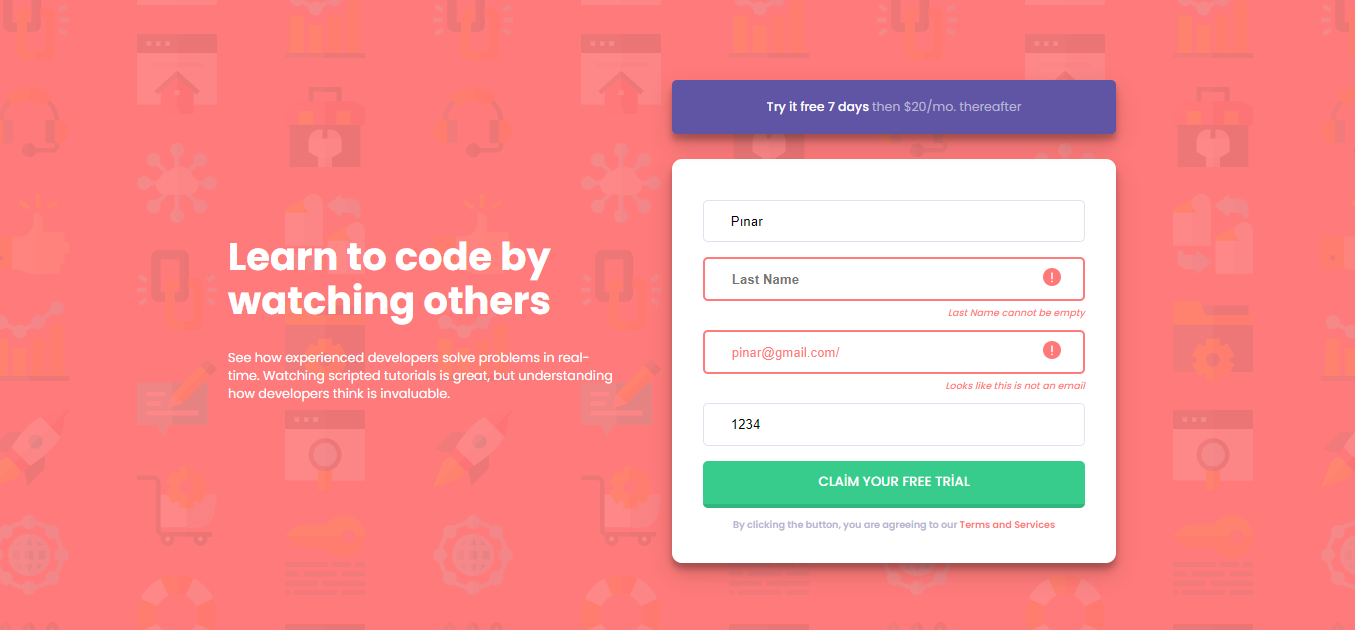 Try it free 7 days then $20/mo. thereafter
Learn to code by
watching others
See how experienced developers solve problems in real-
time. Watching scripted tutorials is great, but understanding
how developers think is invaluable.
Pınar
Last Name
!
Last Name cannot be empty
pinar@gmail.com/
!
Looks like this is not an email
1234
CLAİM YOUR FREE TRİAL
By clicking the button, you are agreeing to our Terms and Services